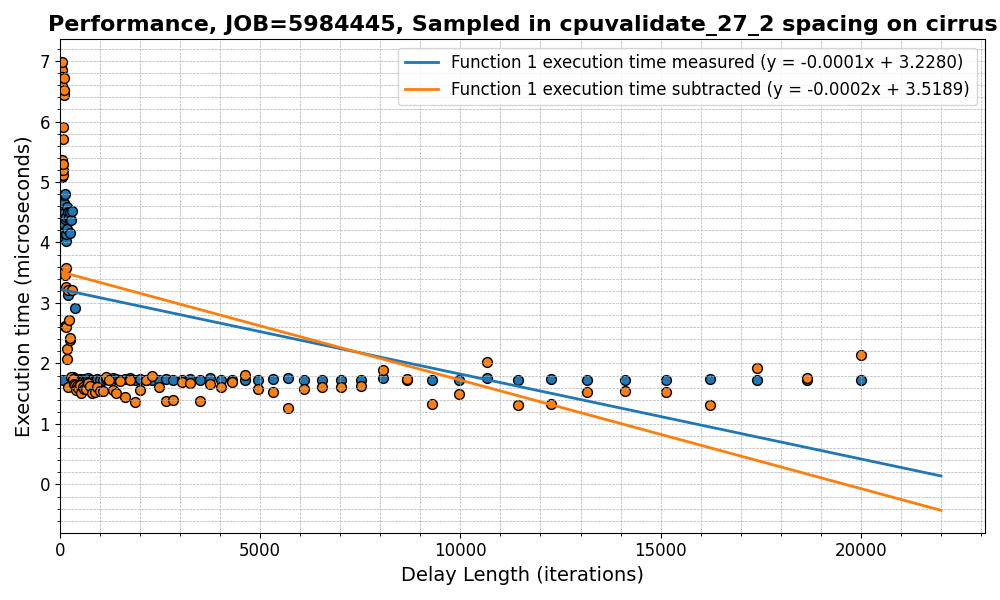 Performance, JOB=5984445, Sampled in cpuvalidate_27_2 spacing on cirrus
Function 1 execution time measured (y = -0.0001x + 3.2280)
Function 1 execution time subtracted (y = -0.0002x + 3.5189)
Execution time (microseconds)
7
6
5
4
3
2
1
0
0 5000 10000 15000 20000
Delay Length (iterations)